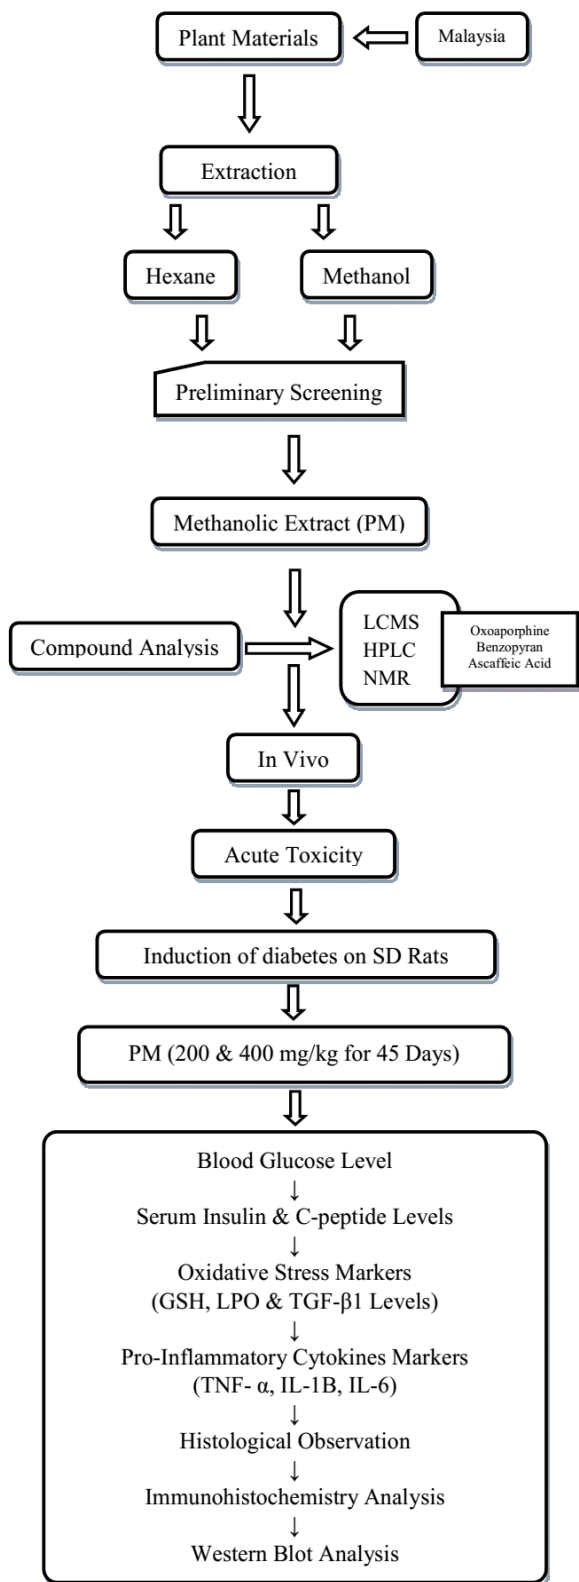 Plant Materials
Malaysia
Extraction
Hexane
Methanol
Preliminary Screening
Methanolic Extract (PM)
Compound Analysis
LCMS
HPLC
NMR
Oxoaporphine
Benzopyran
Ascaffeic Acid
In Vivo
Acute Toxicity
Induction of diabetes on SD Rats
PM (200 & 400 mg/kg for 45 Days)
Blood Glucose Level
↓
Serum Insulin & C-peptide Levels
↓
Oxidative Stress Markers
(GSH, LPO & TGF-β1 Levels)
↓
Pro-Inflammatory Cytokines Markers
(TNF- α, IL-1B, IL-6)
↓
Histological Observation
↓
Immunohistochemistry Analysis
↓
Western Blot Analysis